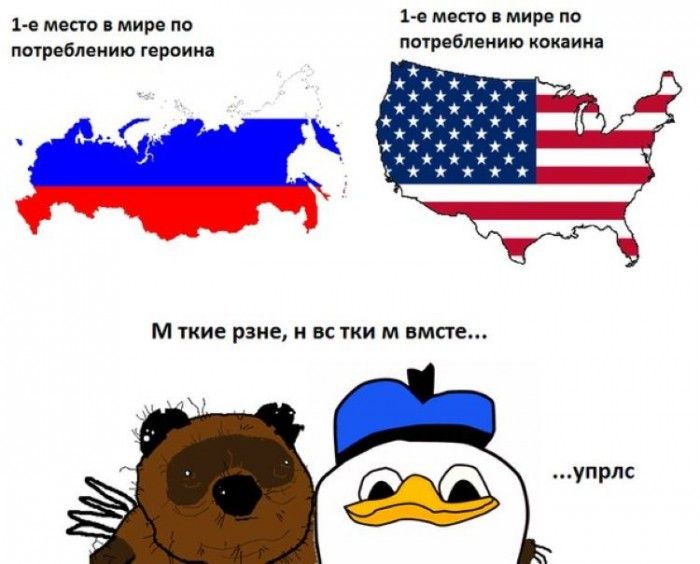 1-е место в мире по
потреблению героина
1-е место в мире по
потреблению кокаина
М ткие рзне, н вс тки м вмсте...
...упрлс